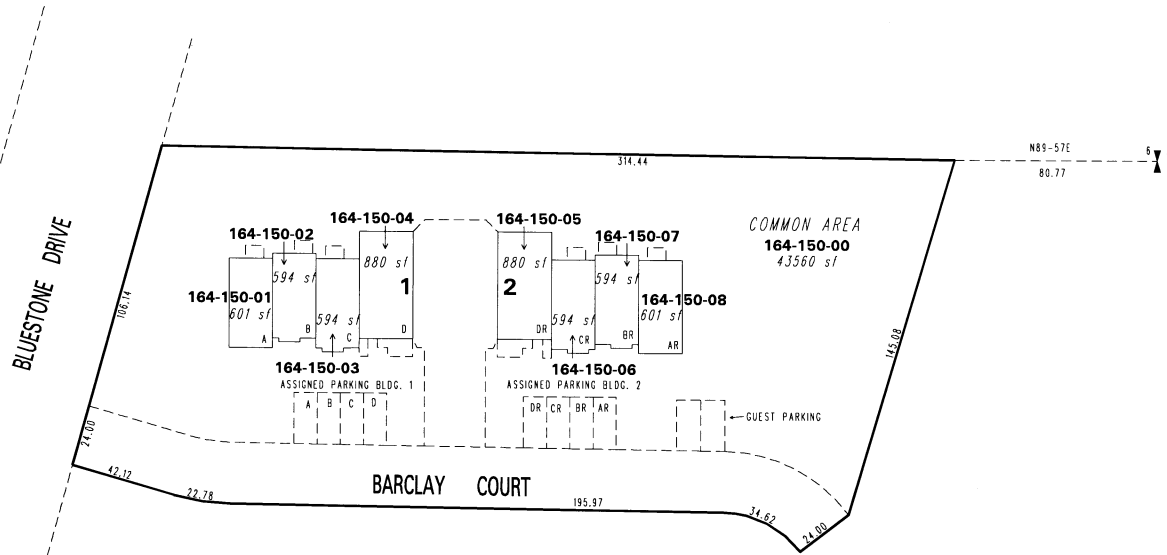 N89-57E
6
314.44
80.77
164-150-04
164-150-05
COMMON AREA
164-150-02
164-150-07
164-150-00
43560 sf
BLUESTONE DRIVE
880 sf
880 sf
594 sf
594 sf
1
2
164-150-01
164-150-08
106.14
601 sf
594 sf
594 sf
601 sf
B
D
DR
BR
A
C
CR
AR
145.08
164-150-03
164-150-06
ASSIGNED PARKING BLDG. 1
ASSIGNED PARKING BLDG. 2
A B C D
DR CR BR AR
GUEST PARKING
24.00
42.12
22.78
BARCLAY COURT
195.97
34.62
24.00